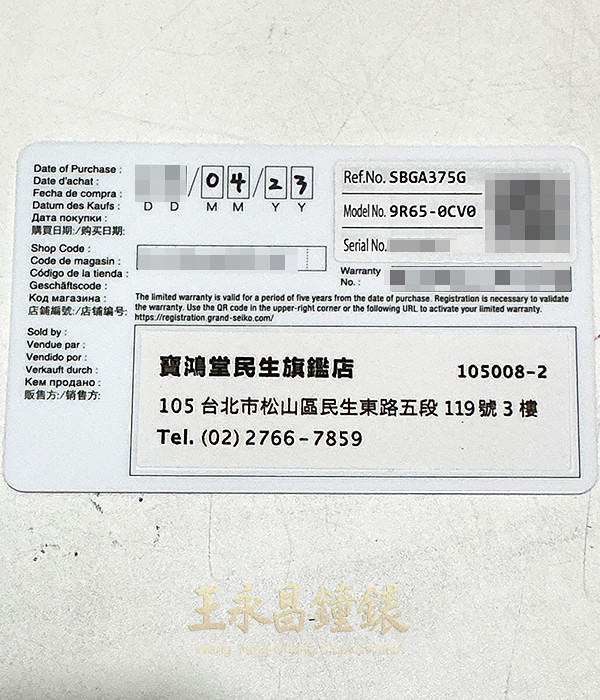 Date of Purchase :
Date d'achat :
Fecha de compra :
Datum des Kaufs :
Дата покупки :
購買日期:/购买日期:
/ 04 / 23
D D M M Y Y
Ref.No. SBGA375G
Model No. 9R65-0CV0
Serial No.
Shop Code :
Code de magasin :
Código de la tienda :
Geschäftscode :
Код магазина :
店鋪編號:/店铺编号:
Warranty
No. :
The limited warranty is valid for a period of five years from the date of purchase. Registration is necessary to validate
the warranty. Use the QR code in the upper-right corner or the following URL to activate your limited warranty.
https://registration.grand-seiko.com/
Sold by :
Vendue par :
Vendido por :
Verkauft durch :
Кем продано :
販售方:/销售方:
寶鴻堂民生旗鑑店 105008-2
105 台北市松山區民生東路五段 119 號 3 樓
Tel. (02) 2766-7859
王永昌鐘錶